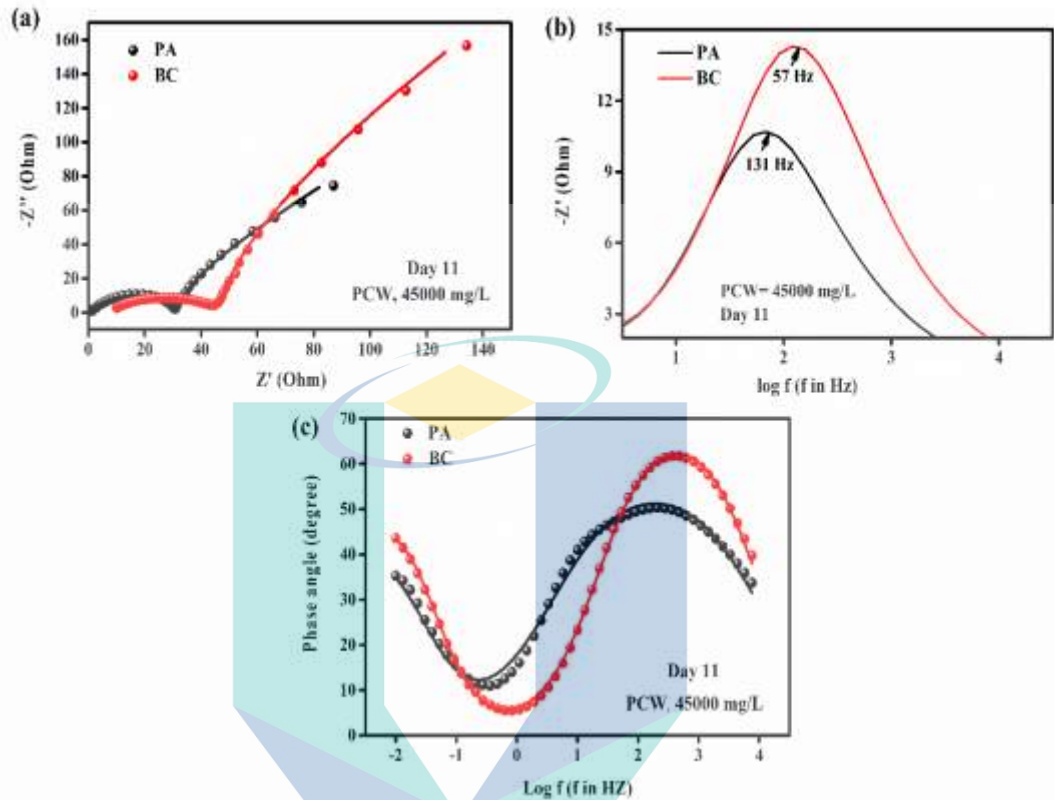 (a)
160
140
120
100
80
60
40
20
0
-Z'' (Ohm)
PA
BC
Day 11
PCW, 45000 mg/L
0 20 40 60 80 100 120 140
Z' (Ohm)
(b)
15
12
9
6
3
-Z' (Ohm)
PA
BC
57 Hz
131 Hz
PCW= 45000 mg/L
Day 11
1 2 3 4
log f (f in Hz)
(c)
70
60
50
40
30
20
10
0
Phase angle (degree)
PA
BC
Day 11
PCW, 45000 mg/L
-2 -1 0 1 2 3 4
Log f (f in HZ)